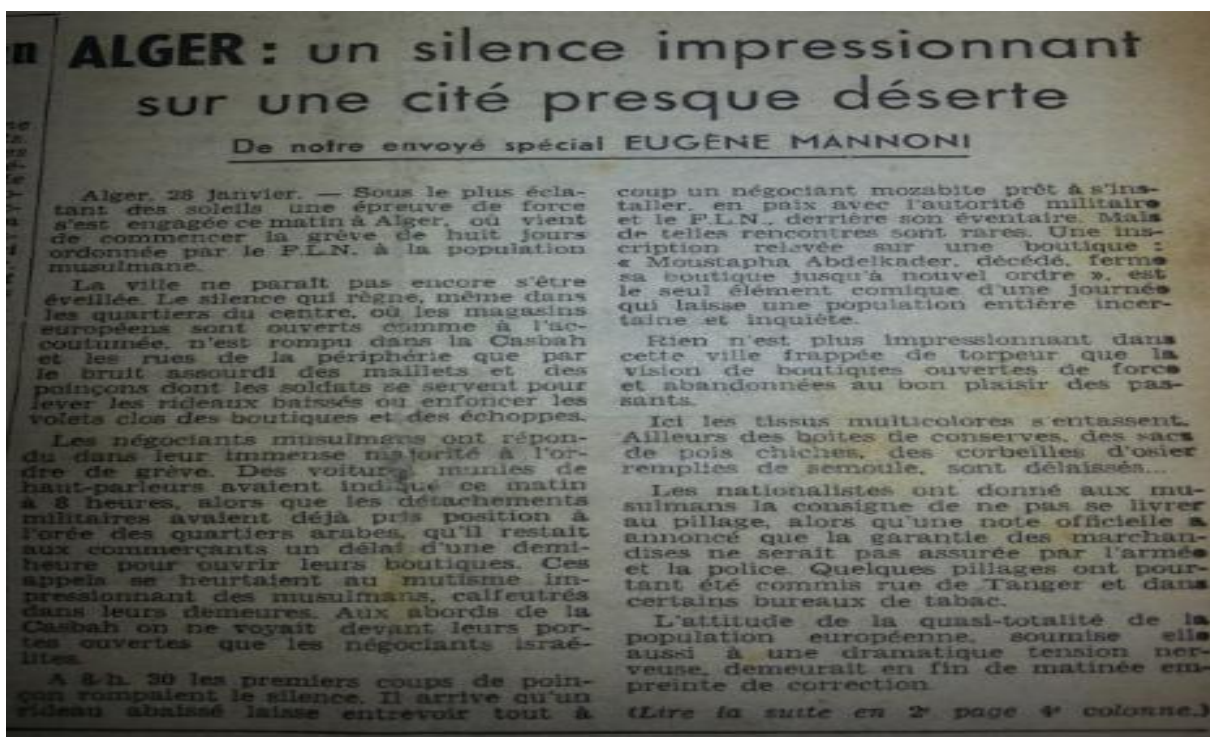 ALGER : un silence impressionnant
sur une cité presque déserte
De notre envoyé spécial EUGÈNE MANNONI
Alger, 28 janvier. — Sous le plus écla-
tant des soleils une épreuve de force
s'est engagée ce matin à Alger, où vient
de commencer la grève de huit jours
ordonnée par le F.L.N. à la population
musulmane.
La ville ne paraît pas encore s'être
éveillée. Le silence qui règne, même dans
les quartiers du centre, où les magasins
européens sont ouverts comme à l'ac-
coutumée, n'est rompu dans la Casbah
et les rues de la périphérie que par
le bruit assourdi des maillets et des
poinçons dont les soldats se servent pour
lever les rideaux baissés ou enfoncer les
volets clos des boutiques et des échoppes.
Les négociants musulmans ont répon-
du dans leur immense majorité à l'or-
dre de grève. Des voitures munies de
haut-parleurs avaient indiqué ce matin
à 8 heures, alors que les détachements
militaires avaient déjà pris position à
l'orée des quartiers arabes, qu'il restait
aux commerçants un délai d'une demi-
heure pour ouvrir leurs boutiques. Ces
appels se heurtaient au mutisme im-
pressionnant des musulmans, calfeutrés
dans leurs demeures. Aux abords de la
Casbah on ne voyait devant leurs por-
tes ouvertes que les négociants israé-
lites.
A 8 h. 30 les premiers coups de poin-
çon rompaient le silence. Il arrive qu'un
rideau abaissé laisse entrevoir tout à
coup un négociant mozabite prêt à s'ins-
taller, en paix avec l'autorité militaire
et le F.L.N., derrière son éventaire. Mais
de telles rencontres sont rares. Une ins-
cription relevée sur une boutique :
« Moustapha Abdelkader, décédé, ferme
sa boutique jusqu'à nouvel ordre », est
le seul élément comique d'une journée
qui laisse une population entière incer-
taine et inquiète.
Rien n'est plus impressionnant dans
cette ville frappée de torpeur que la
vision de boutiques ouvertes de force
et abandonnées au bon plaisir des pas-
sants.
Ici les tissus multicolores s'entassent.
Ailleurs des boîtes de conserves, des sacs
de pois chiches, des corbeilles d'osier
remplies de semoule, sont délaissés...
Les nationalistes ont donné aux mu-
sulmans la consigne de ne pas se livrer
au pillage, alors qu'une note officielle a
annoncé que la garantie des marchan-
dises ne serait pas assurée par l'armée
et la police. Quelques pillages ont pour-
tant été commis rue de Tanger et dans
certains bureaux de tabac.
L'attitude de la quasi-totalité de la
population européenne, soumise elle
aussi à une dramatique tension ner-
veuse, demeurait en fin de matinée em-
preinte de correction.
(Lire la suite en 2e page 4e colonne.)